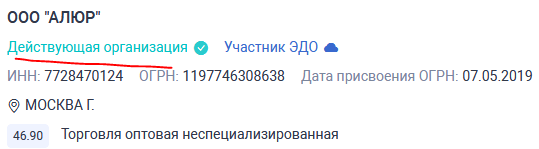 ООО "АЛЮР"
Действующая организация Участник ЭДО
ИНН: 7728470124 ОГРН: 1197746308638 Дата присвоения ОГРН: 07.05.2019
МОСКВА Г.
46.90 Торговля оптовая неспециализированная